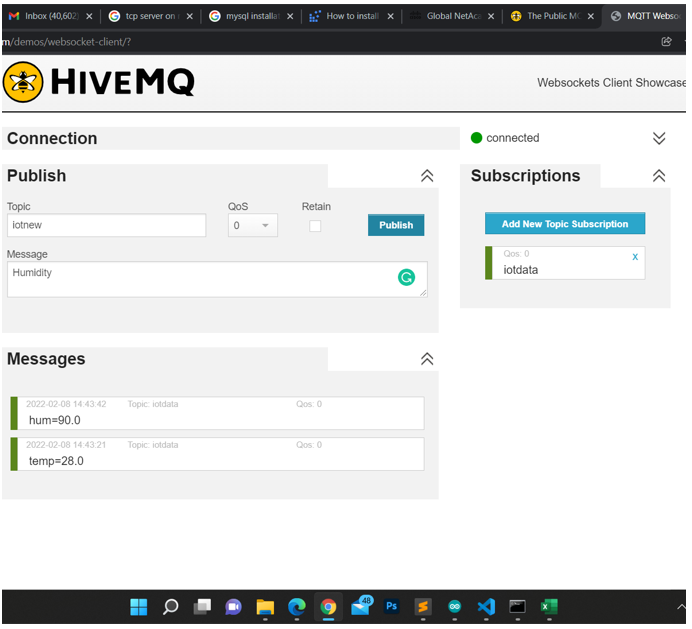 Inbox (40,602)
tcp server on
mysql installa
How to install
Global NetAca
The Public M
MQTT Webso
m/demos/websocket-client/?
HIVEMQ
Websockets Client Showcase
Connection
connected
Publish
Subscriptions
Topic QoS Retain
iotnew 0 Publish
Add New Topic Subscription
Message
Humidity
Qos: 0 x
iotdata
Messages
2022-02-08 14:43:42 Topic: iotdata Qos: 0
hum=90.0
2022-02-08 14:43:21 Topic: iotdata Qos: 0
temp=28.0
48
Ps